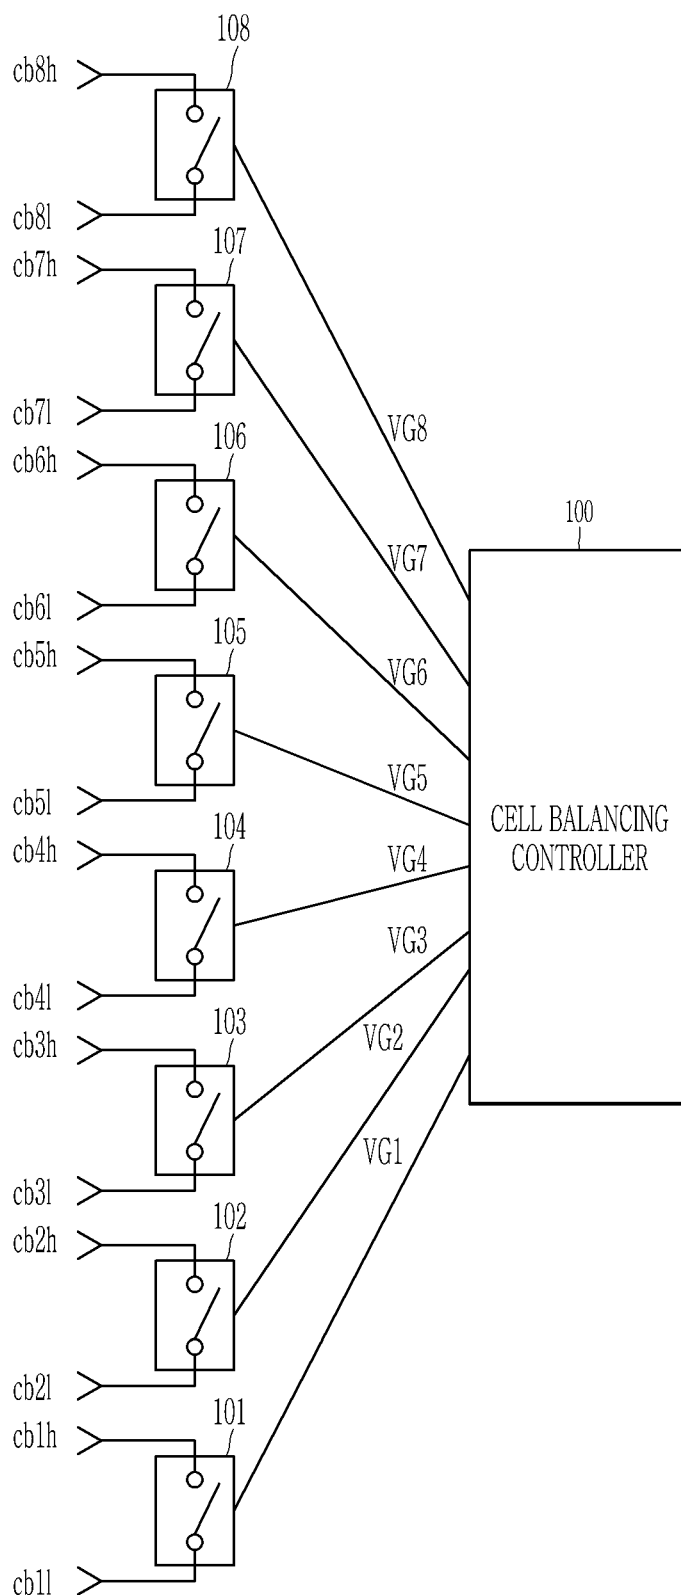 108
cb8h
cb8l
107
cb7h
cb7l
VG8
106
cb6h
100
VG7
cb6l
105
cb5h
VG6
VG5
cb5l
CELL BALANCING
CONTROLLER
104
cb4h
VG4
VG3
cb4l
103
cb3h
VG2
VG1
cb3l
102
cb2h
cb2l
101
cb1h
cb1l